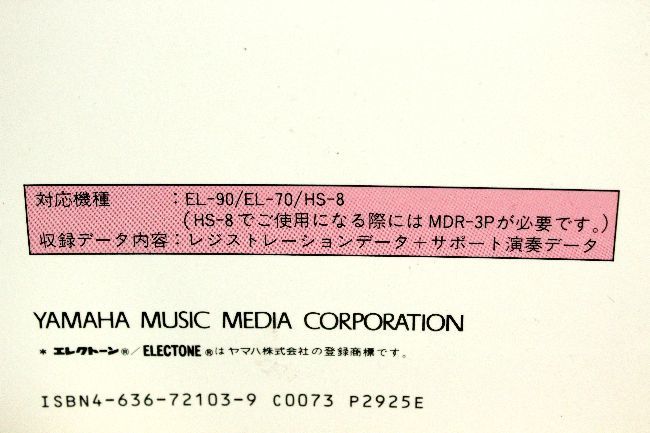 対応機種 :EL-90/EL-70/HS-8
(HS-8でご使用になる際にはMDR-3Pが必要です。)
収録データ内容:レジストレーションデータ+サポート演奏データ
YAMAHA MUSIC MEDIA CORPORATION
* エレクトーン®/ELECTONE®はヤマハ株式会社の登録商標です。
ISBN4-636-72103-9 C0073 P2925E